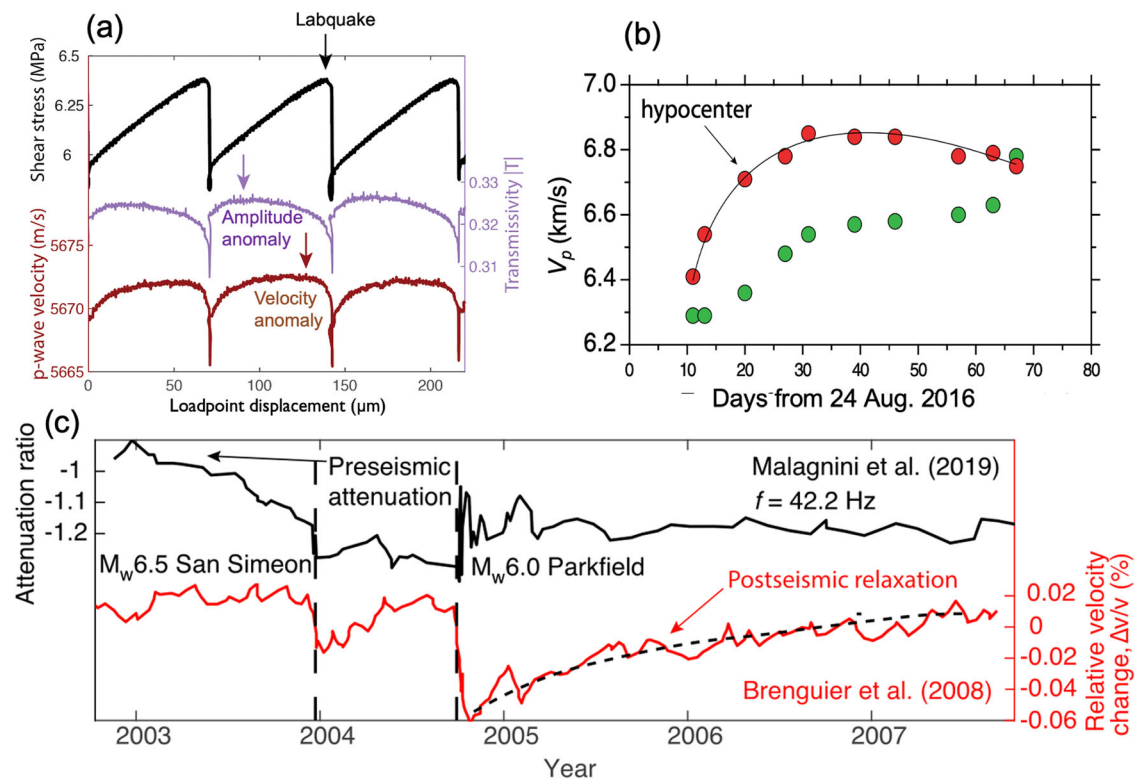 (a)
Labquake
Shear stress (MPa)
6.5
6.25
6
p-wave velocity (m/s)
5675
5670
5665
Transmissivity |T|
0.33
0.32
0.31
Amplitude
anomaly
Velocity
anomaly
0
50
100
150
200
Loadpoint displacement (μm)
(b)
7.0
6.8
6.6
6.4
6.2
Vp (km/s)
hypocenter
0 10 20 30 40 50 60 70 80
Days from 24 Aug. 2016
(c)
Attenuation ratio
-1
-1.1
-1.2
Preseismic
attenuation
Malagnini et al. (2019)
f = 42.2 Hz
Mw6.5 San Simeon
Mw6.0 Parkfield
Postseismic relaxation
Brenguier et al. (2008)
0.02
0
-0.02
-0.04
-0.06
Relative velocity
change, Δv/v (%)
2003
2004
2005
2006
2007
Year